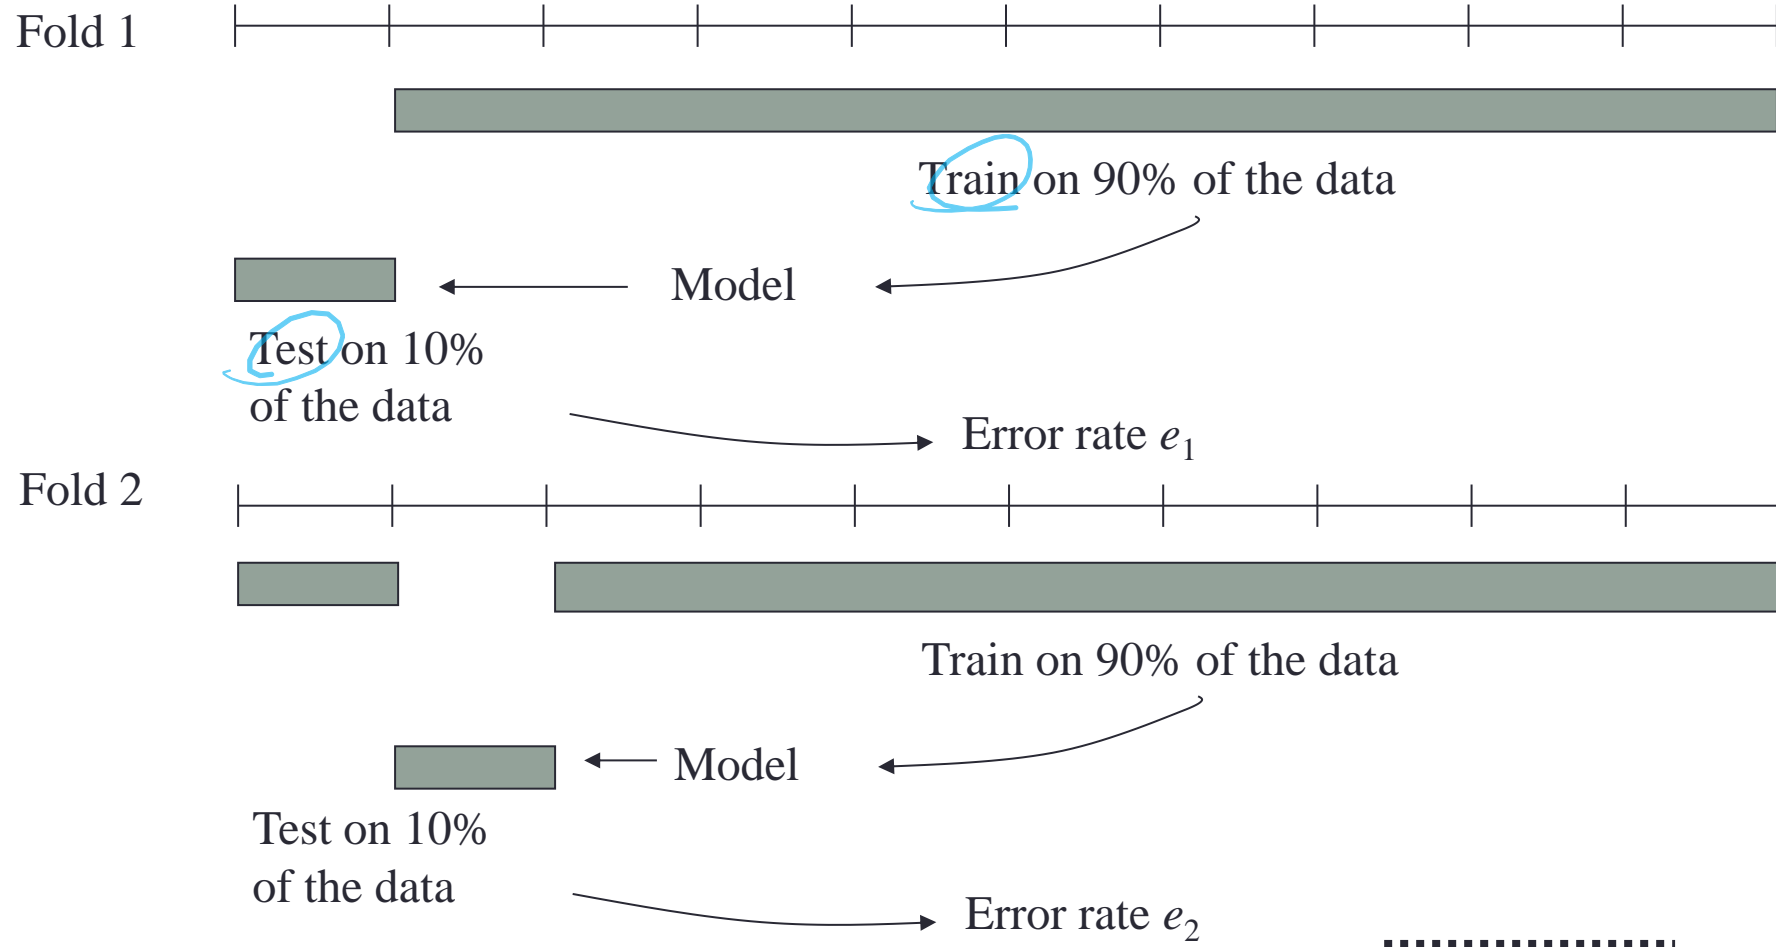 Fold 1
Train on 90% of the data
Model
Test on 10%
of the data
Error rate e₁
Fold 2
Train on 90% of the data
Model
Test on 10%
of the data
Error rate e₂